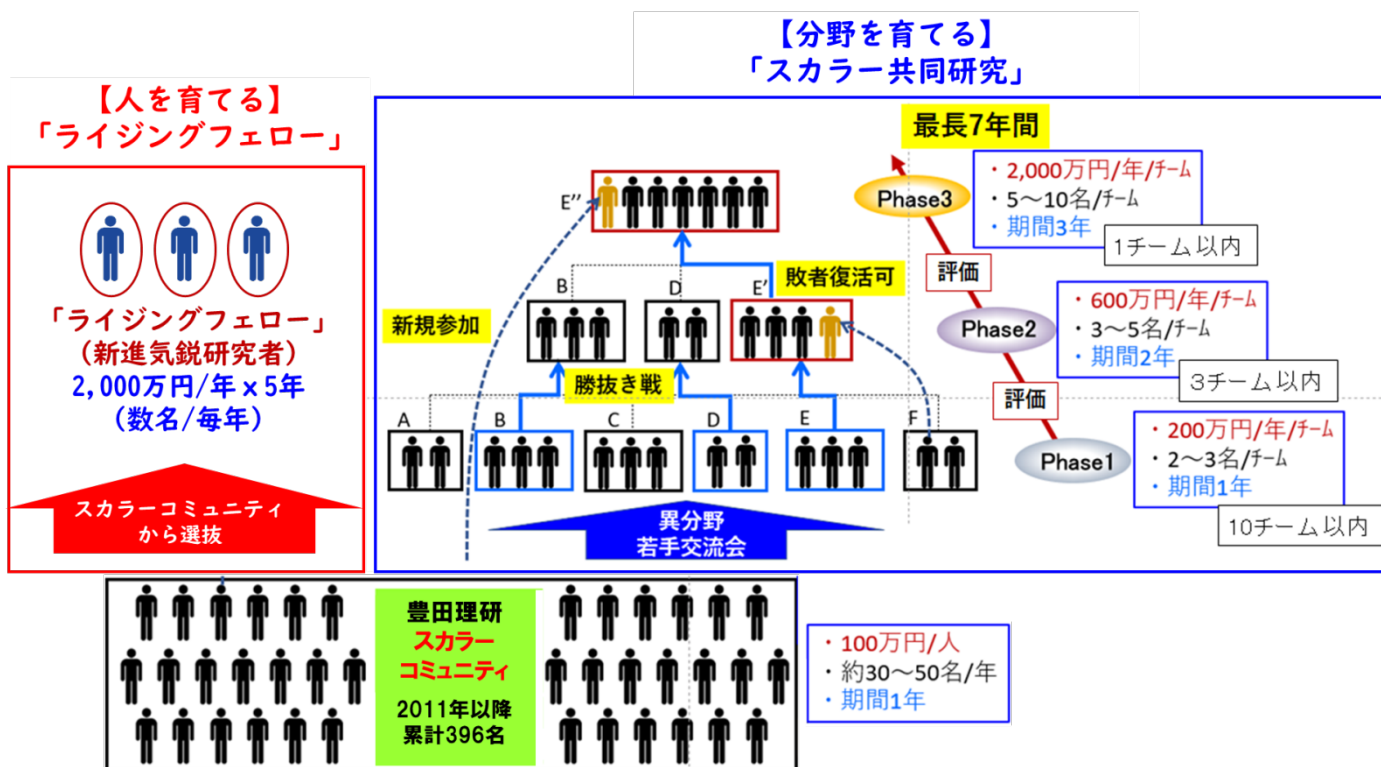 【人を育てる】
「ライジングフェロー」
「ライジングフェロー」
(新進気鋭研究者)
2,000万円/年 x 5年
(数名/毎年)
スカラーコミュニティ
から選抜
【分野を育てる】
「スカラー共同研究」
最長7年間
E''
Phase3
・2,000万円/年/ﾁｰﾑ
・5～10名/ﾁｰﾑ
・期間3年
1チーム以内
評価
B
D
E'
敗者復活可
新規参加
Phase2
・600万円/年/ﾁｰﾑ
・3～5名/ﾁｰﾑ
・期間2年
3チーム以内
勝抜き戦
評価
A
B
C
D
E
F
Phase1
・200万円/年/ﾁｰﾑ
・2～3名/ﾁｰﾑ
・期間1年
10チーム以内
異分野
若手交流会
豊田理研
スカラー
コミュニティ
2011年以降
累計396名
・100万円/人
・約30～50名/年
・期間1年